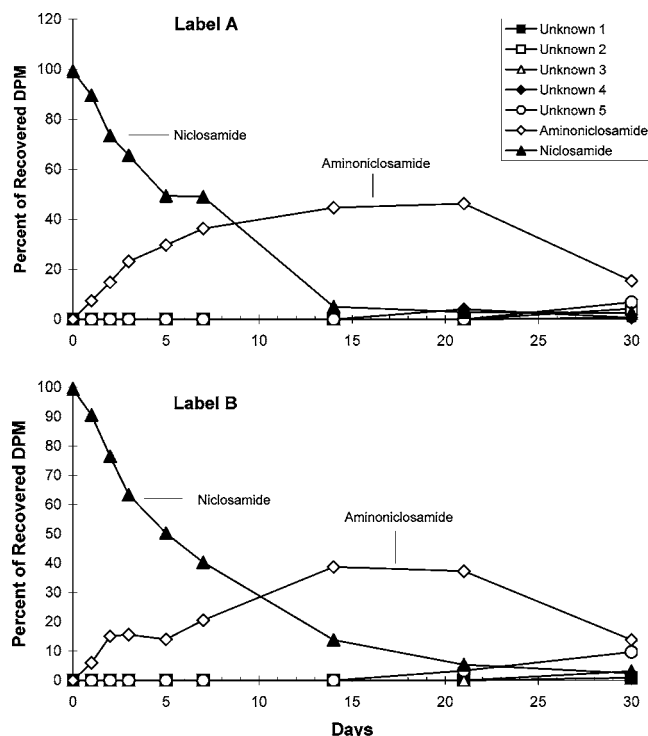 Label A
Unknown 1
Unknown 2
Unknown 3
Unknown 4
Unknown 5
Aminoniclosamide
Niclosamide
Percent of Recovered DPM
120
100
80
60
40
20
0
Niclosamide
Aminoniclosamide
0 5 10 15 20 25 30
Label B
Percent of Recovered DPM
100
90
80
70
60
50
40
30
20
10
0
Niclosamide
Aminoniclosamide
0 5 10 15 20 25 30
Days